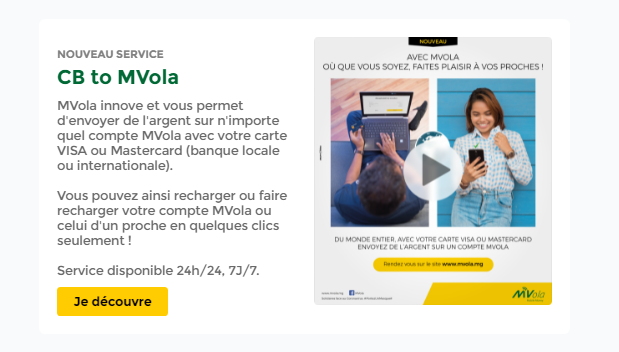 NOUVEAU SERVICE
CB to MVola
MVola innove et vous permet
d'envoyer de l'argent sur n'importe
quel compte MVola avec votre carte
VISA ou Mastercard (banque locale
ou internationale).
Vous pouvez ainsi recharger ou faire
recharger votre compte MVola ou
celui d'un proche en quelques clics
seulement !
Service disponible 24h/24, 7J/7.
Je découvre
NOUVEAU
AVEC MVOLA
OÙ QUE VOUS SOYEZ, FAITES PLAISIR À VOS PROCHES !
DU MONDE ENTIER, AVEC VOTRE CARTE VISA OU MASTERCARD
ENVOYEZ DE L'ARGENT SUR UN COMPTE MVOLA
Rendez vous sur le site www.mvola.mg
www.mvola.mg
MVola